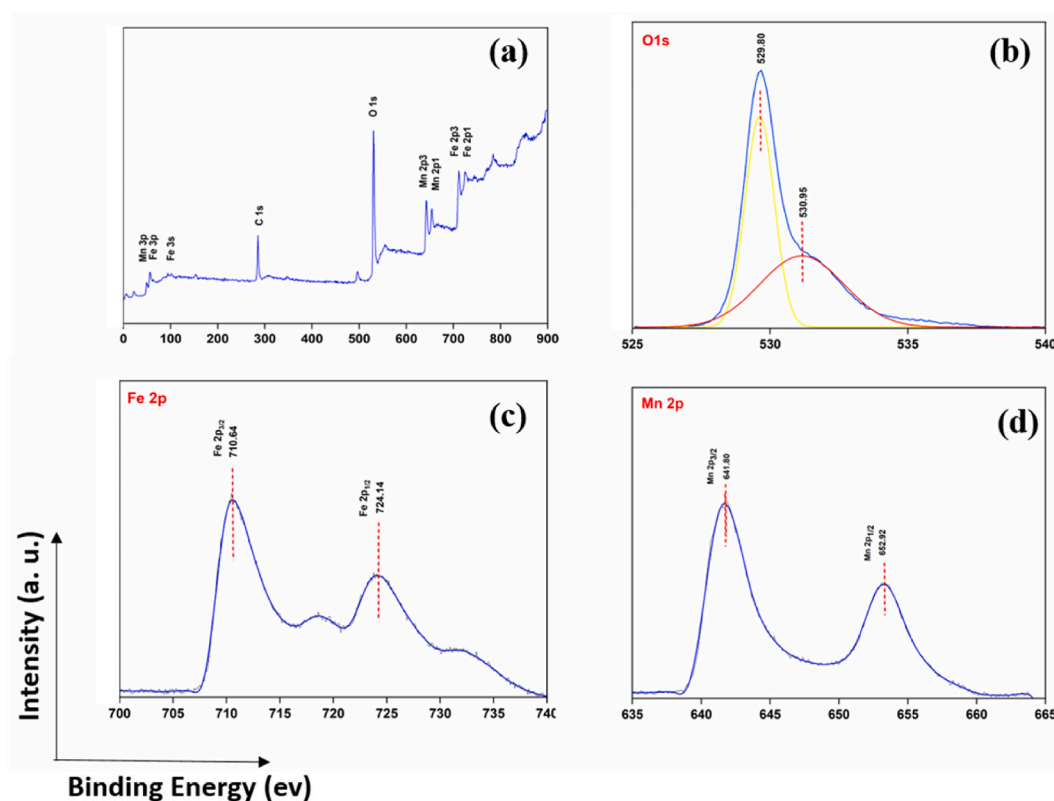 (a)
Mn 3p
Fe 3p
Fe 3s
C 1s
O 1s
Mn 2p3
Mn 2p1
Fe 2p3
Fe 2p1
0 100 200 300 400 500 600 700 800 900
O1s
(b)
529.80
530.95
525 530 535 540
Fe 2p
(c)
Fe 2p3/2
710.64
Fe 2p1/2
724.14
700 705 710 715 720 725 730 735 740
Mn 2p
(d)
Mn 2p3/2
641.80
Mn 2p1/2
652.92
635 640 645 650 655 660 665
Intensity (a. u.)
Binding Energy (ev)